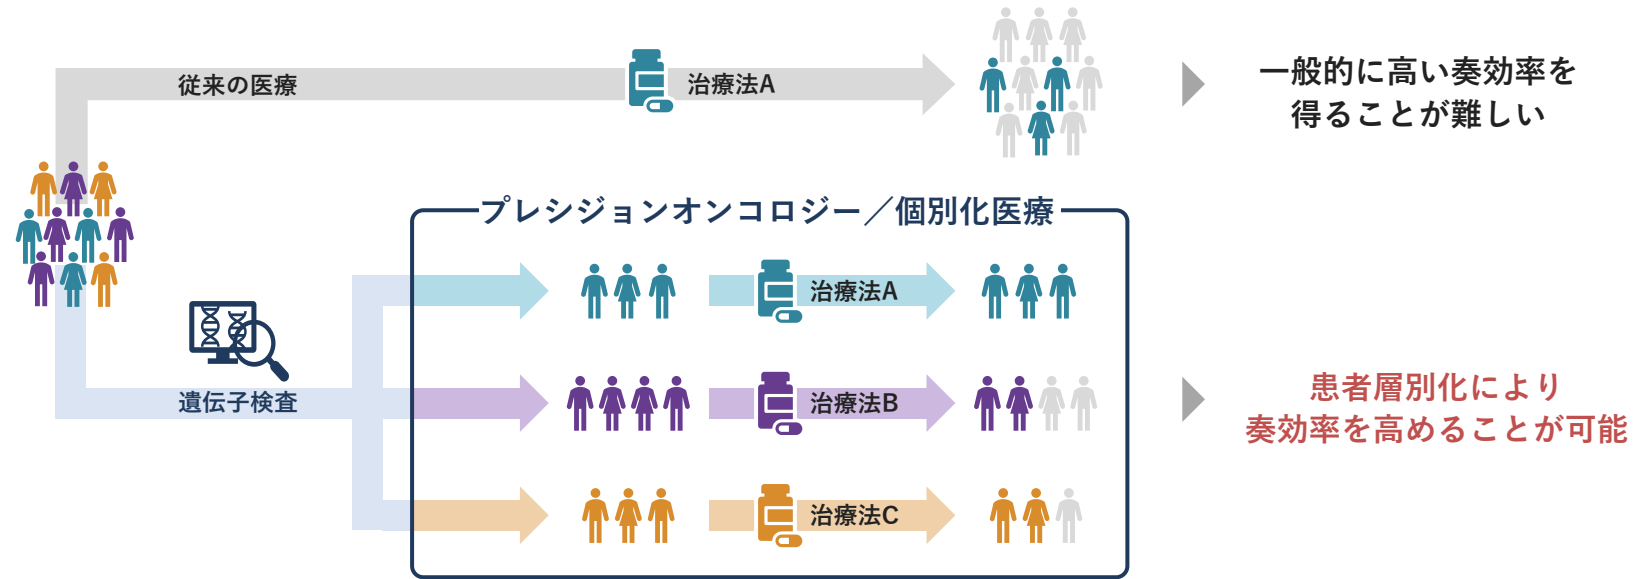 従来の医療
治療法A
一般的に高い奏効率を
得ることが難しい
プレシジョンオンコロジー／個別化医療
遺伝子検査
治療法A
治療法B
治療法C
患者層別化により
奏効率を高めることが可能